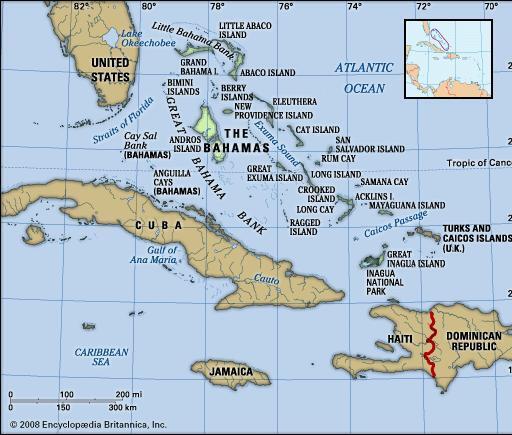 82°
80°
78°
76°
74°
72°
70°
LITTLE ABACO
ISLAND
Lake
Okeechobee
Little Bahama Bank
UNITED
STATES
GRAND
BAHAMA I.
ABACO ISLAND
ATLANTIC
OCEAN
BIMINI
ISLANDS
BERRY
ISLANDS
NEW
PROVIDENCE ISLAND
ELEUTHERA
Straits of Florida
GREAT
BAHAMA
BANK
Cay Sal
Bank
(BAHAMAS)
ANDROS
ISLAND
THE
BAHAMAS
Exuma Sound
CAT ISLAND
SAN
SALVADOR ISLAND
RUM CAY
Tropic of Canc
ANGUILLA
CAYS
(BAHAMAS)
GREAT
EXUMA ISLAND
LONG ISLAND
SAMANA CAY
CROOKED
ISLAND
ACKLINS I.
MAYAGUANA ISLAND
LONG CAY
RAGGED
ISLAND
Caicos Passage
CUBA
TURKS AND
CAICOS ISLANDS
(U.K.)
Gulf of
Ana María
GREAT
INAGUA ISLAND
Cauto
INAGUA
NATIONAL
PARK
HAITI
DOMINICAN
REPUBLIC
CARIBBEAN
SEA
JAMAICA
0 100 200 mi
0 150 300 km
© 2008 Encyclopædia Britannica, Inc.